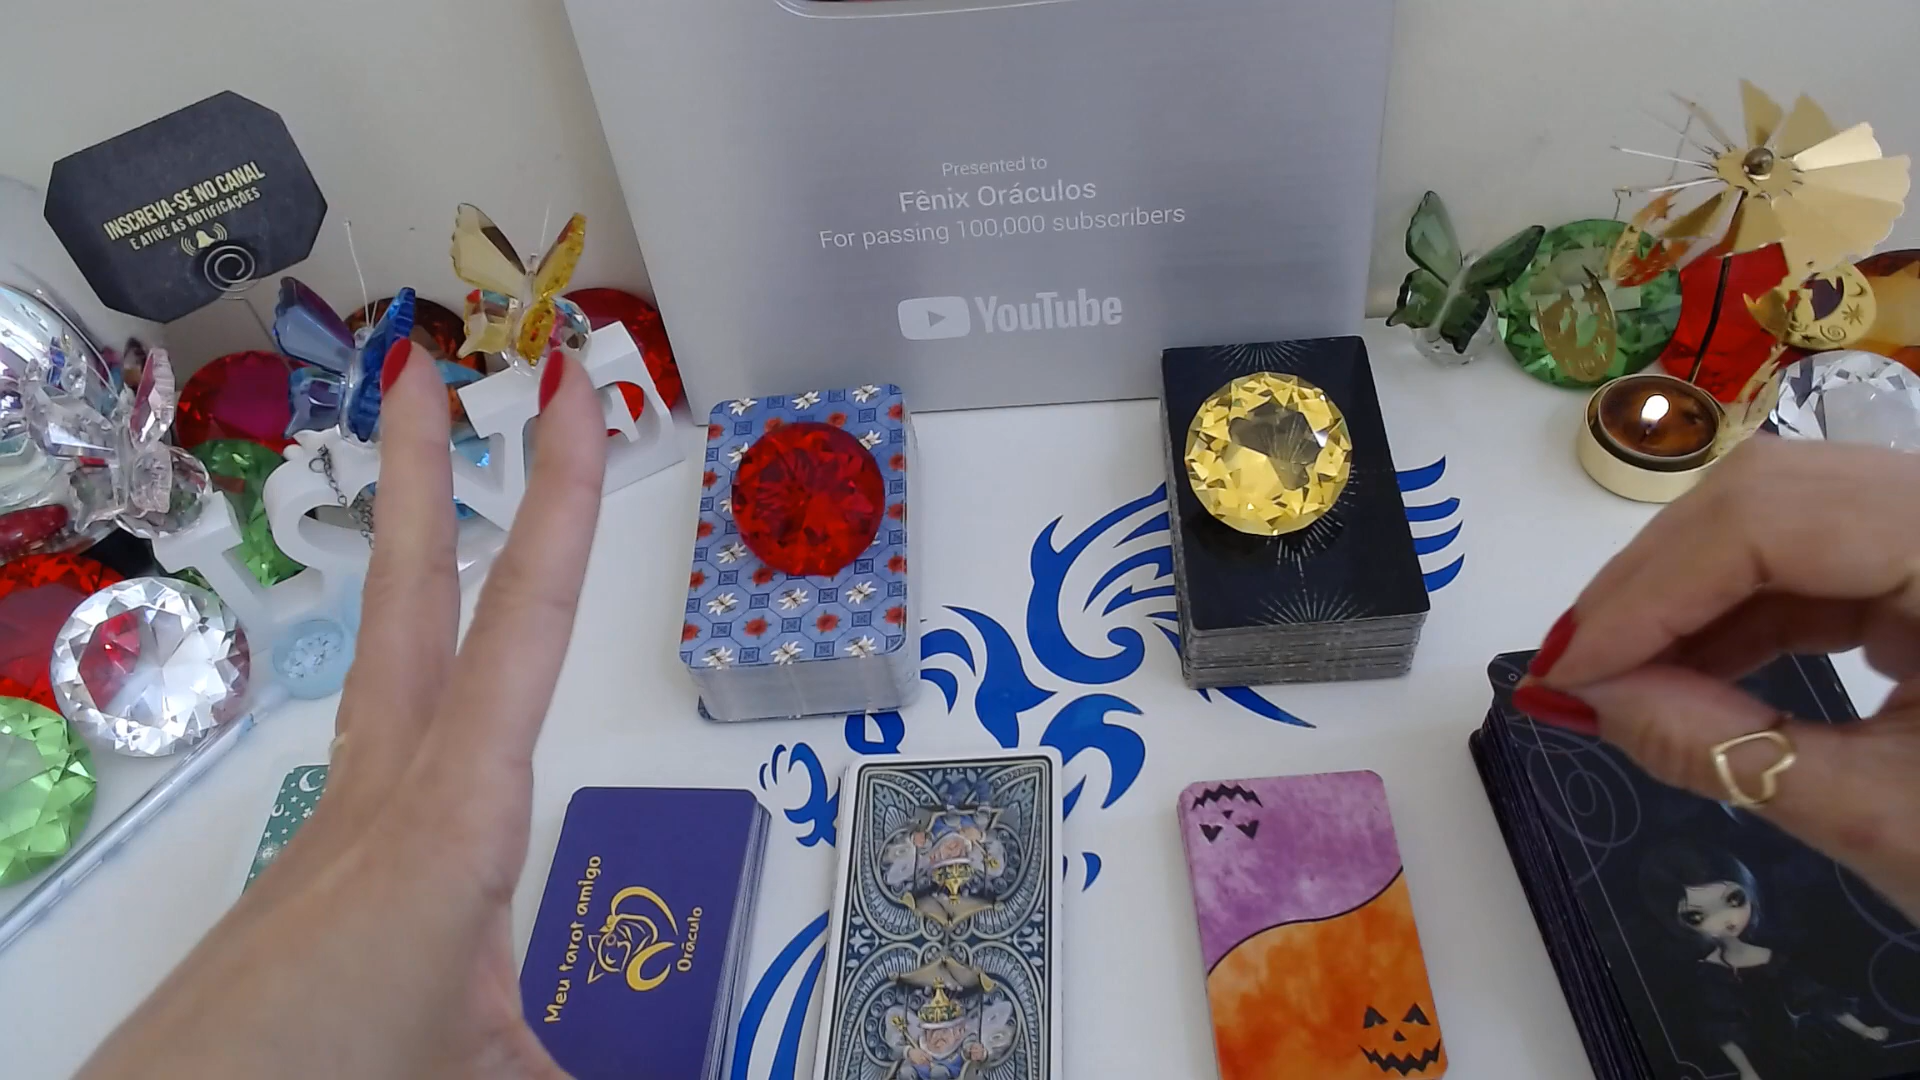 INSCREVA-SE NO CANAL
E ATIVE AS NOTIFICAÇÕES
Presented to
Fênix Oráculos
For passing 100,000 subscribers
YouTube
Meu tarot amigo
Oráculo